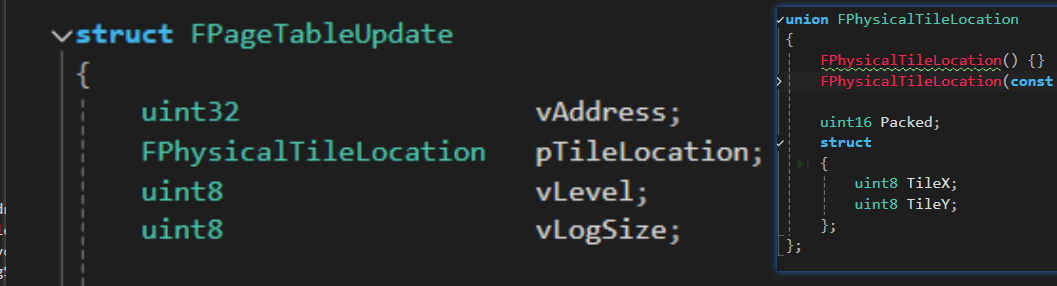 struct FPageTableUpdate
{
uint32 vAddress;
FPhysicalTileLocation pTileLocation;
uint8 vLevel;
uint8 vLogSize;
union FPhysicalTileLocation
{
FPhysicalTileLocation() {}
FPhysicalTileLocation(const
uint16 Packed;
struct
{
uint8 TileX;
uint8 TileY;
};
};